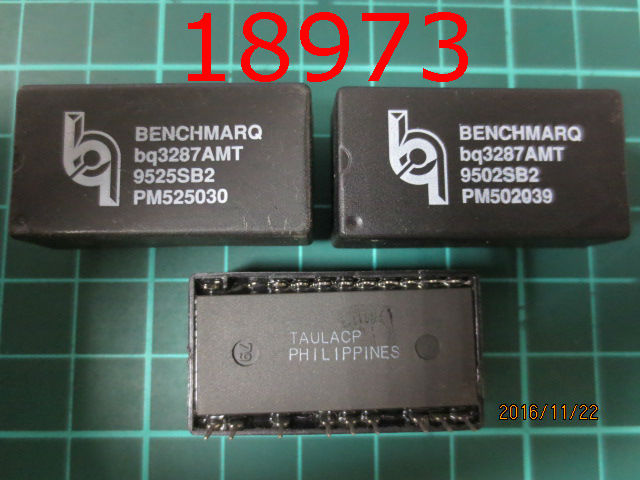 18973
BENCHMARQ
bq3287AMT
9525SB2
PM525030
BENCHMARQ
bq3287AMT
9502SB2
PM502039
TAULACP
PHILIPPINES
2016/11/22